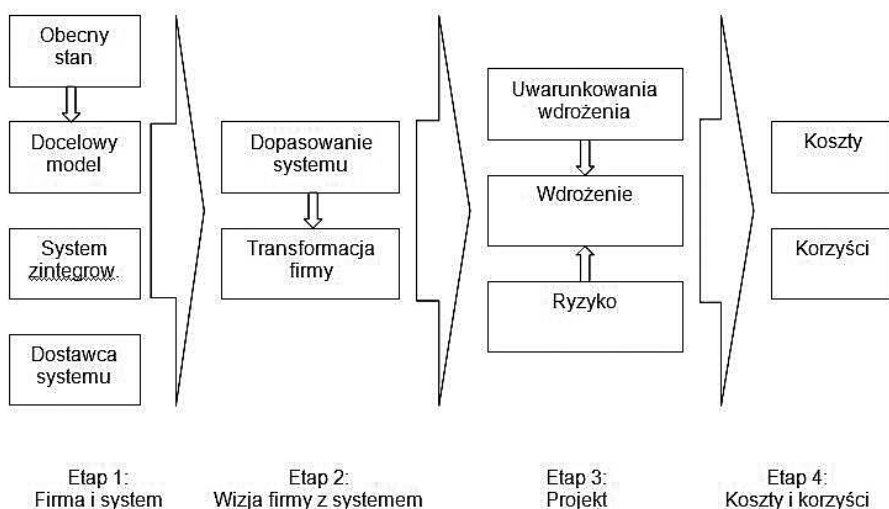 Obecny
stan
Docelowy
model
System
zintegrow.
Dostawca
systemu
Dopasowanie
systemu
Transformacja
firmy
Uwarunkowania
wdrożenia
Wdrożenie
Ryzyko
Koszty
Korzyści
Etap 1:
Firma i system
Etap 2:
Wizja firmy z systemem
Etap 3:
Projekt
Etap 4:
Koszty i korzyści